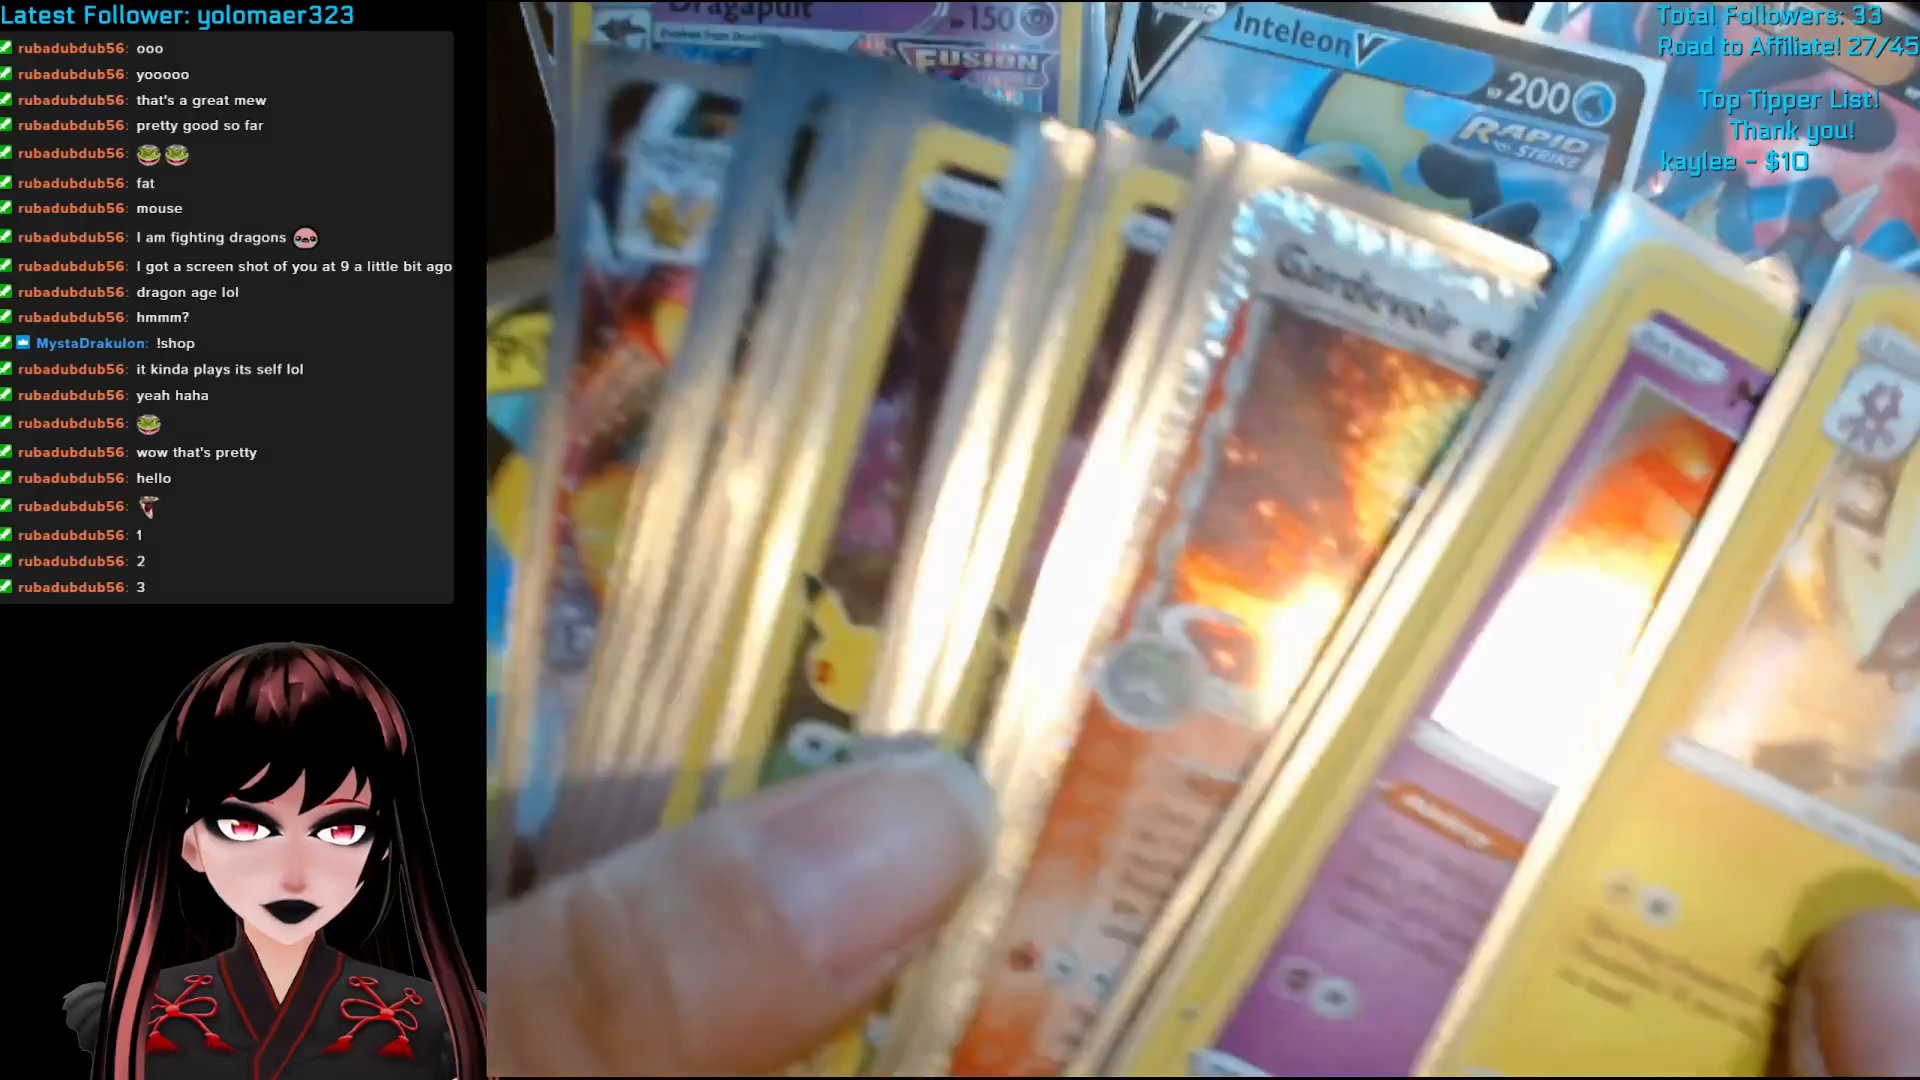 Latest Follower: yolomaer323
rubadubdub56: ooo
rubadubdub56: yooooo
rubadubdub56: that's a great mew
rubadubdub56: pretty good so far
rubadubdub56:
rubadubdub56: fat
rubadubdub56: mouse
rubadubdub56: I am fighting dragons
rubadubdub56: I got a screen shot of you at 9 a little bit ago
rubadubdub56: dragon age lol
rubadubdub56: hmmm?
MystaDrakulon: !shop
rubadubdub56: it kinda plays its self lol
rubadubdub56: yeah haha
rubadubdub56:
rubadubdub56: wow that's pretty
rubadubdub56: hello
rubadubdub56:
rubadubdub56: 1
rubadubdub56: 2
rubadubdub56: 3
Total Followers: 33
Road to Affiliate! 27/45
Top Tipper List!
Thank you!
kaylee - $10
Dragapult
150
FUSION
Inteleon V
200
RAPID
STRIKE
Gardevoir ex
BASIC
Ability